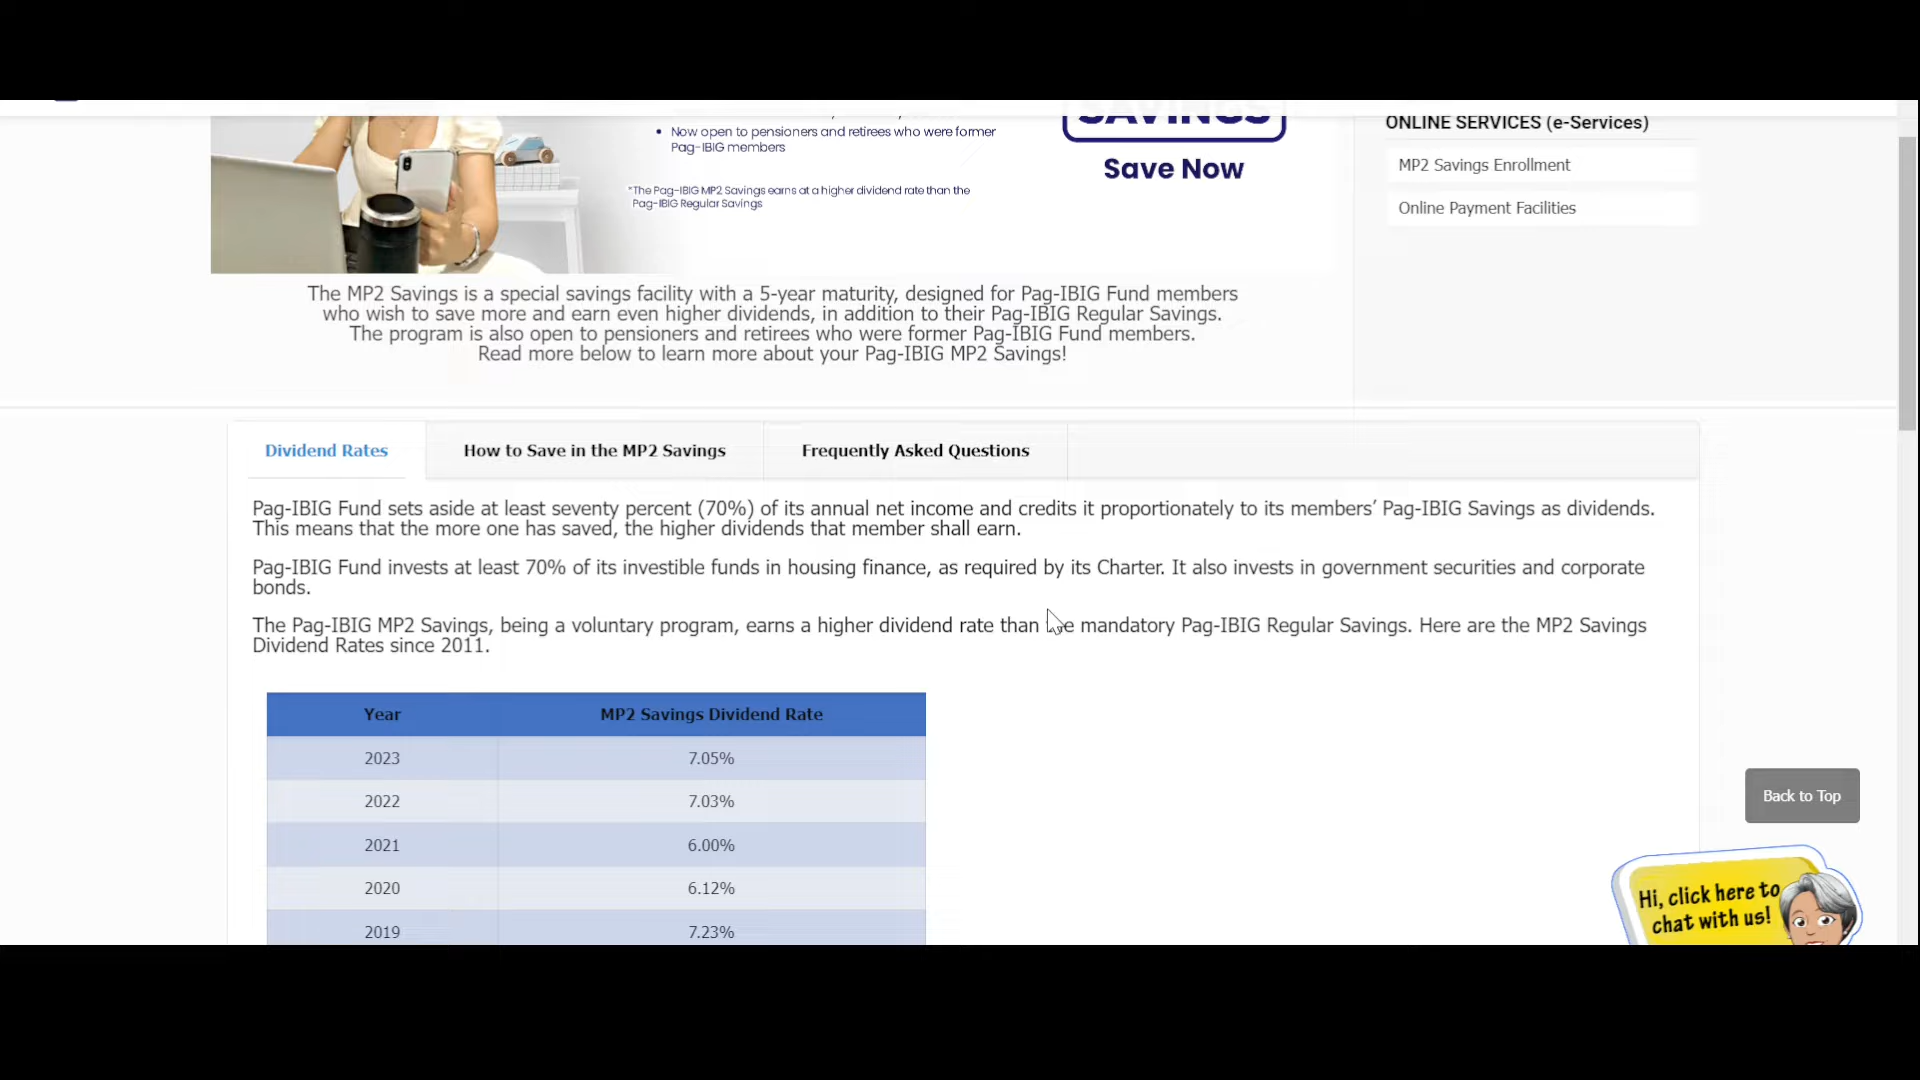 SAVINGS
Save Now
• Now open to pensioners and retirees who were former
Pag-IBIG members
*The Pag-IBIG MP2 Savings earns at a higher dividend rate than the
Pag-IBIG Regular Savings
ONLINE SERVICES (e-Services)
MP2 Savings Enrollment
Online Payment Facilities
The MP2 Savings is a special savings facility with a 5-year maturity, designed for Pag-IBIG Fund members
who wish to save more and earn even higher dividends, in addition to their Pag-IBIG Regular Savings.
The program is also open to pensioners and retirees who were former Pag-IBIG Fund members.
Read more below to learn more about your Pag-IBIG MP2 Savings!
Dividend Rates
How to Save in the MP2 Savings
Frequently Asked Questions
Pag-IBIG Fund sets aside at least seventy percent (70%) of its annual net income and credits it proportionately to its members’ Pag-IBIG Savings as dividends.
This means that the more one has saved, the higher dividends that member shall earn.
Pag-IBIG Fund invests at least 70% of its investible funds in housing finance, as required by its Charter. It also invests in government securities and corporate
bonds.
The Pag-IBIG MP2 Savings, being a voluntary program, earns a higher dividend rate than the mandatory Pag-IBIG Regular Savings. Here are the MP2 Savings
Dividend Rates since 2011.
Year MP2 Savings Dividend Rate
2023 7.05%
2022 7.03%
2021 6.00%
2020 6.12%
2019 7.23%
Back to Top
Hi, click here to
chat with us!